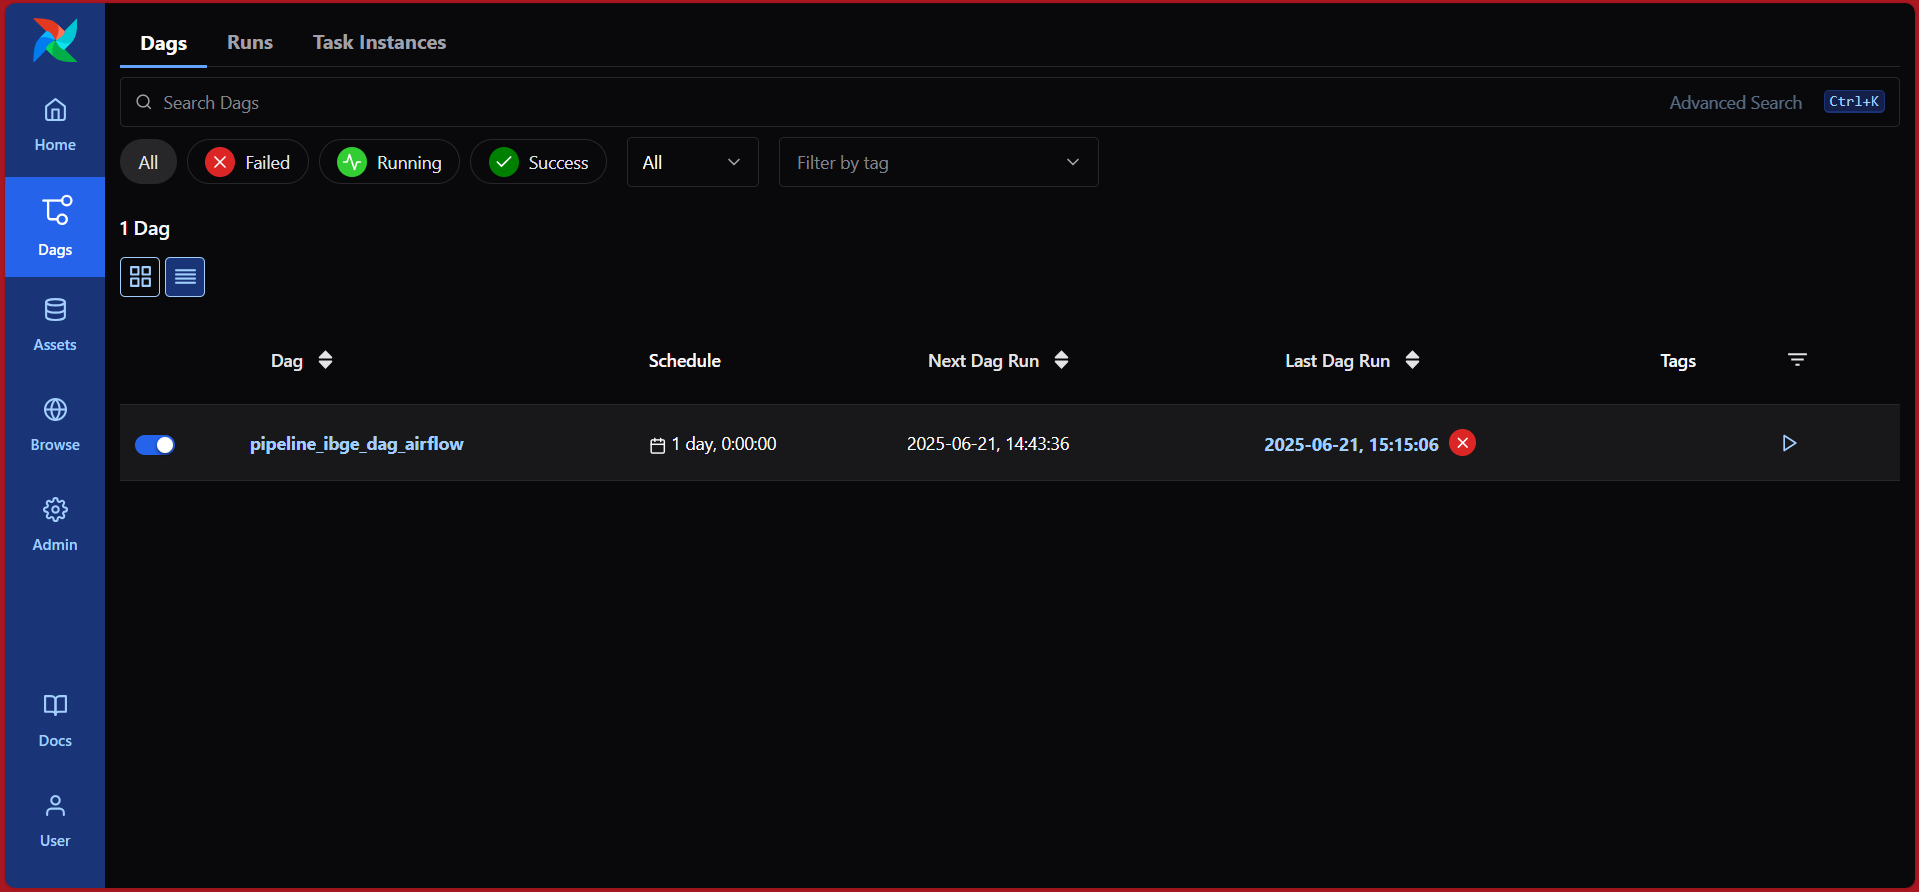 Dags Runs Task Instances
Search Dags Advanced Search Ctrl+K
All Failed Running Success All Filter by tag
1 Dag
Dag Schedule Next Dag Run Last Dag Run Tags
pipeline_ibge_dag_airflow 1 day, 0:00:00 2025-06-21, 14:43:36 2025-06-21, 15:15:06
Home
Dags
Assets
Browse
Admin
Docs
User